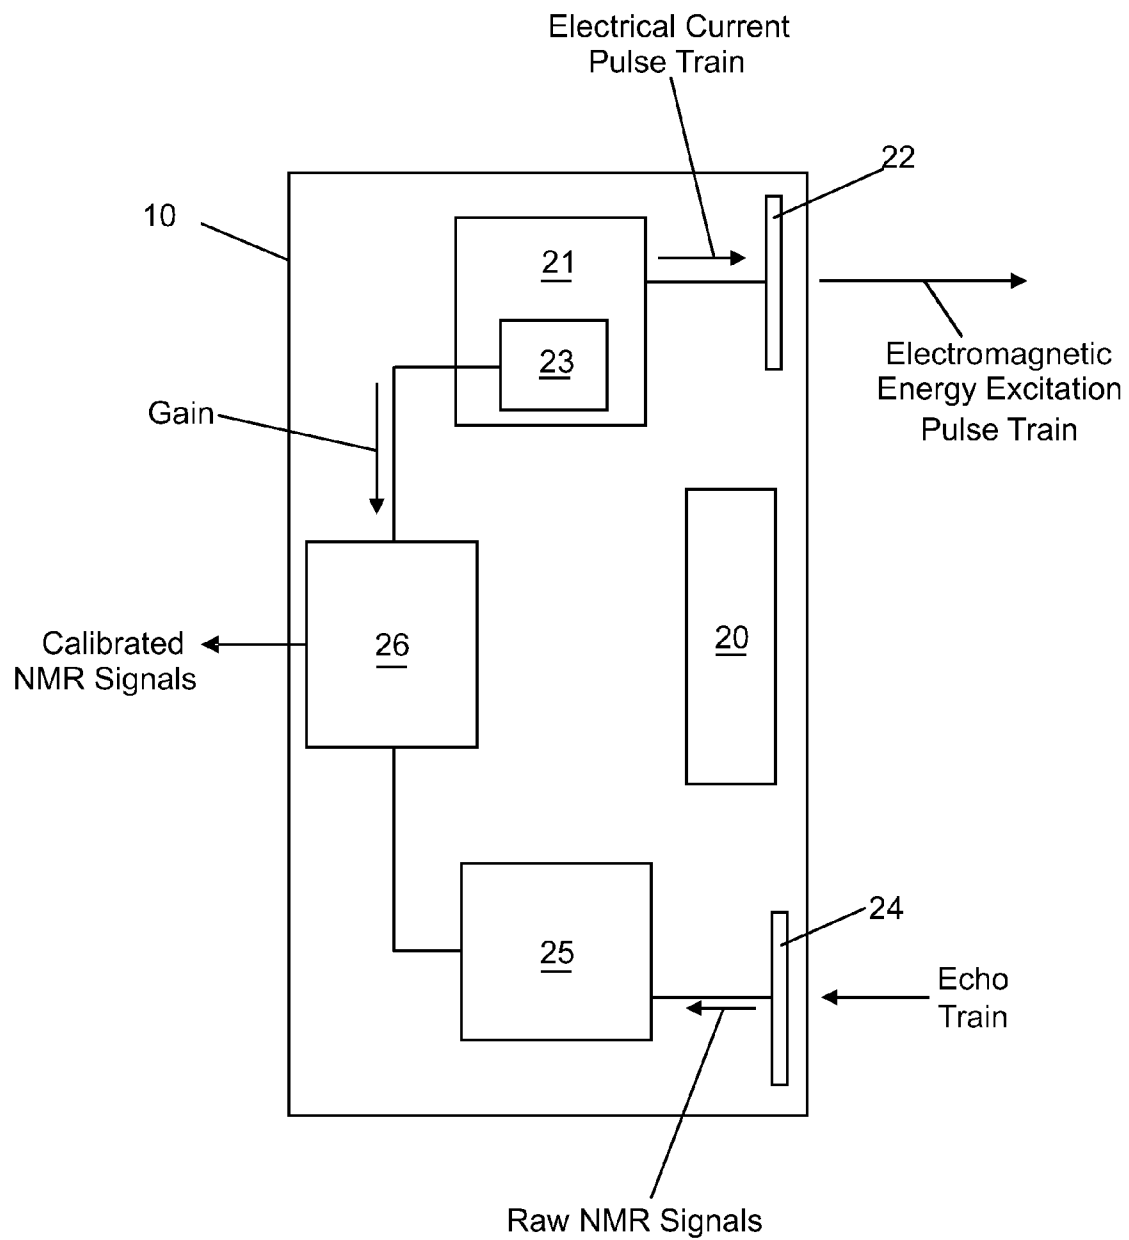 Electrical Current
Pulse Train
22
10
21
23
Electromagnetic
Energy Excitation
Pulse Train
Gain
Calibrated
NMR Signals
26
20
24
25
Echo
Train
Raw NMR Signals